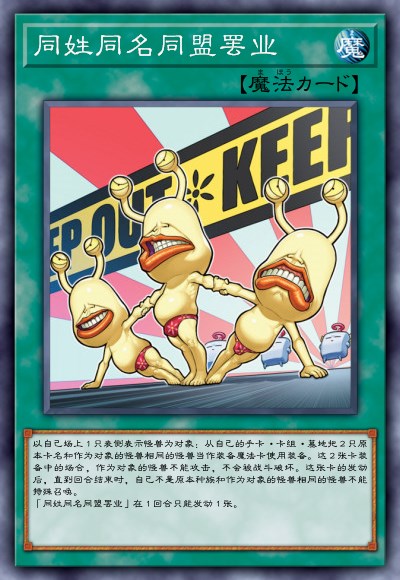 同姓同名同盟罢业
魔
【魔法カード】
ま ほう
EP OUT KEEP
以自己场上1只表侧表示怪兽为对象；从自己的手卡·卡组·墓地把2只原
本卡名和作为对象的怪兽相同的怪兽当作装备魔法卡使用装备。这2张卡装
备中的场合，作为对象的怪兽不能攻击，不会被战斗破坏。这张卡的发动
后，直到回合结束时，自己不是原本种族和作为对象的怪兽相同的怪兽不能
特殊召唤。
「同姓同名同盟罢业」在1回合只能发动1张。